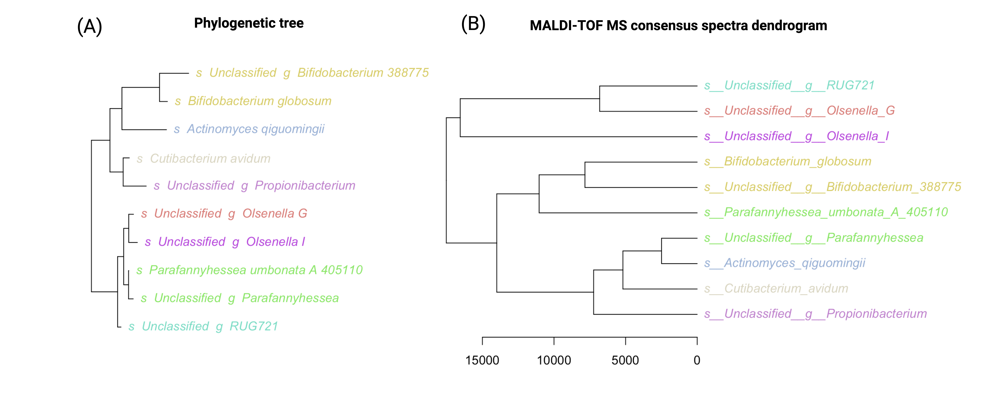 (A)
Phylogenetic tree
s Unclassified g Bifidobacterium 388775
s Bifidobacterium globosum
s Actinomyces qiguomingii
s Cutibacterium avidum
s Unclassified g Propionibacterium
s Unclassified g Olsenella G
s Unclassified g Olsenella I
s Parafannyhessea umbonata A 405110
s Unclassified g Parafannyhessea
s Unclassified g RUG721
(B)
MALDI-TOF MS consensus spectra dendrogram
s__Unclassified__g__RUG721
s__Unclassified__g__Olsenella_G
s__Unclassified__g__Olsenella_I
s__Bifidobacterium_globosum
s__Unclassified__g__Bifidobacterium_388775
s__Parafannyhessea_umbonata_A_405110
s__Unclassified__g__Parafannyhessea
s__Actinomyces_qiguomingii
s__Cutibacterium_avidum
s__Unclassified__g__Propionibacterium
15000 10000 5000 0